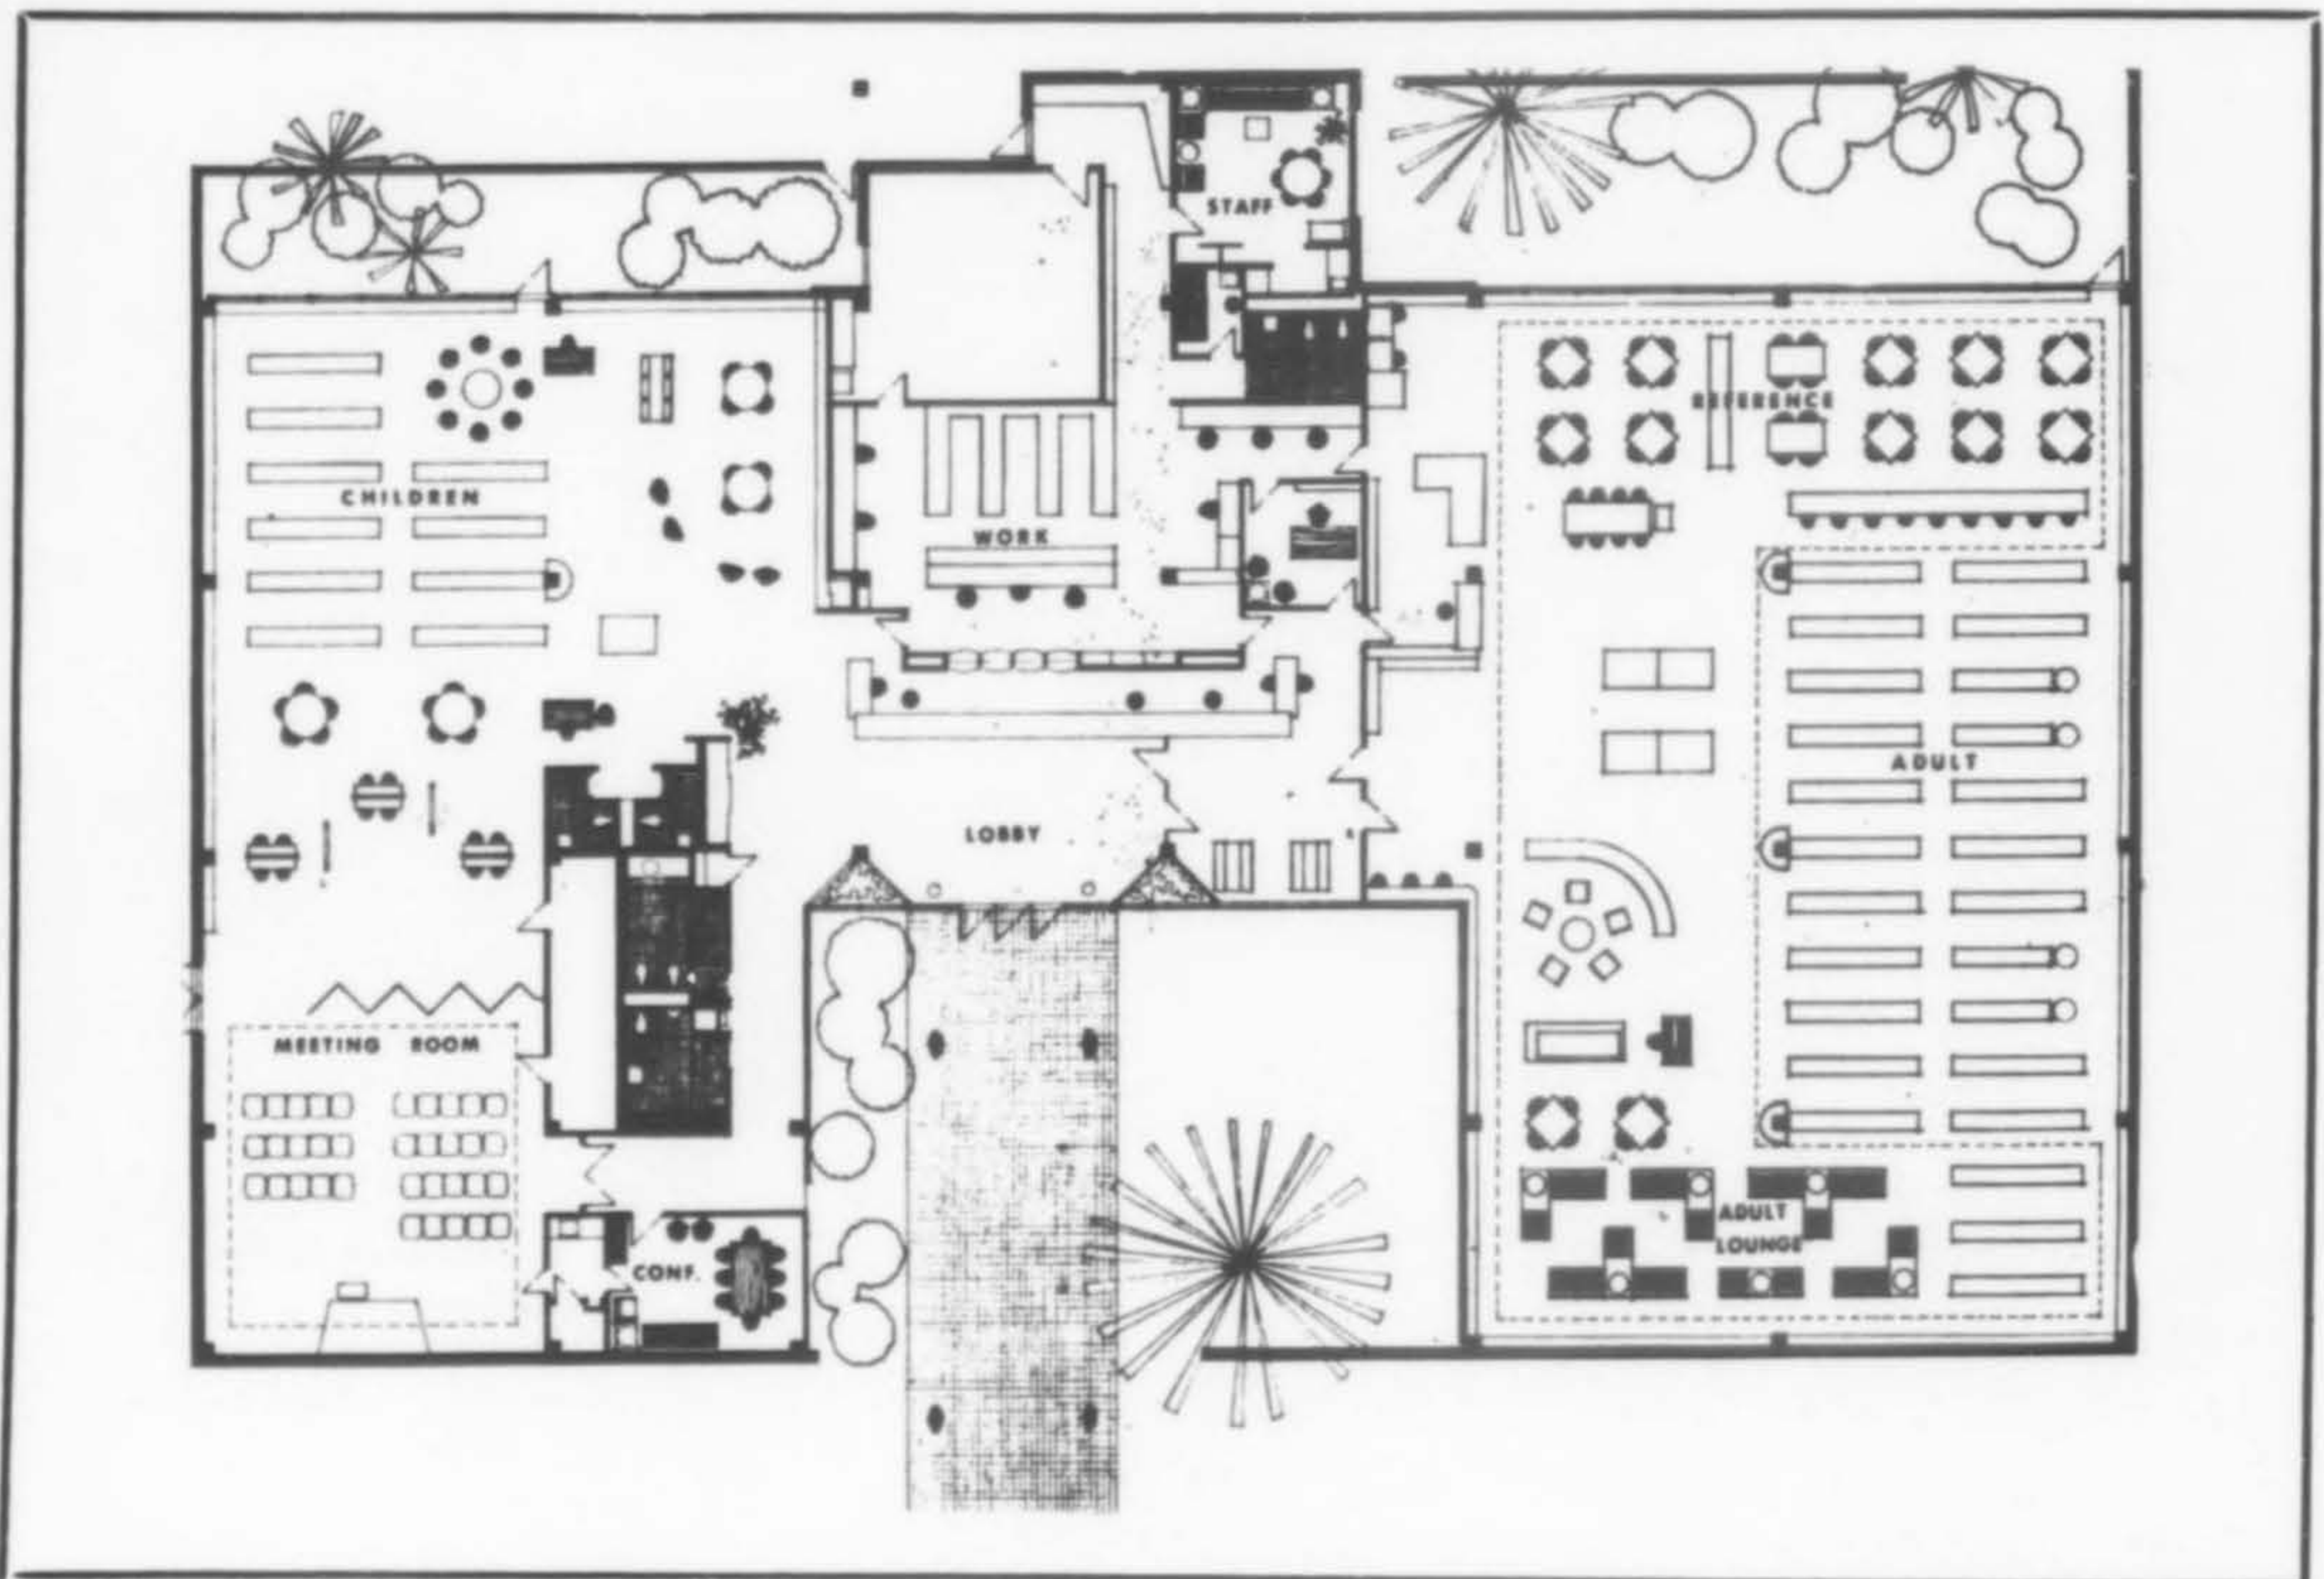 STAFF
REFERENCE
CHILDREN
WORK
ADULT
LOBBY
MEETING ROOM
ADULT
LOUNGE
CONF.